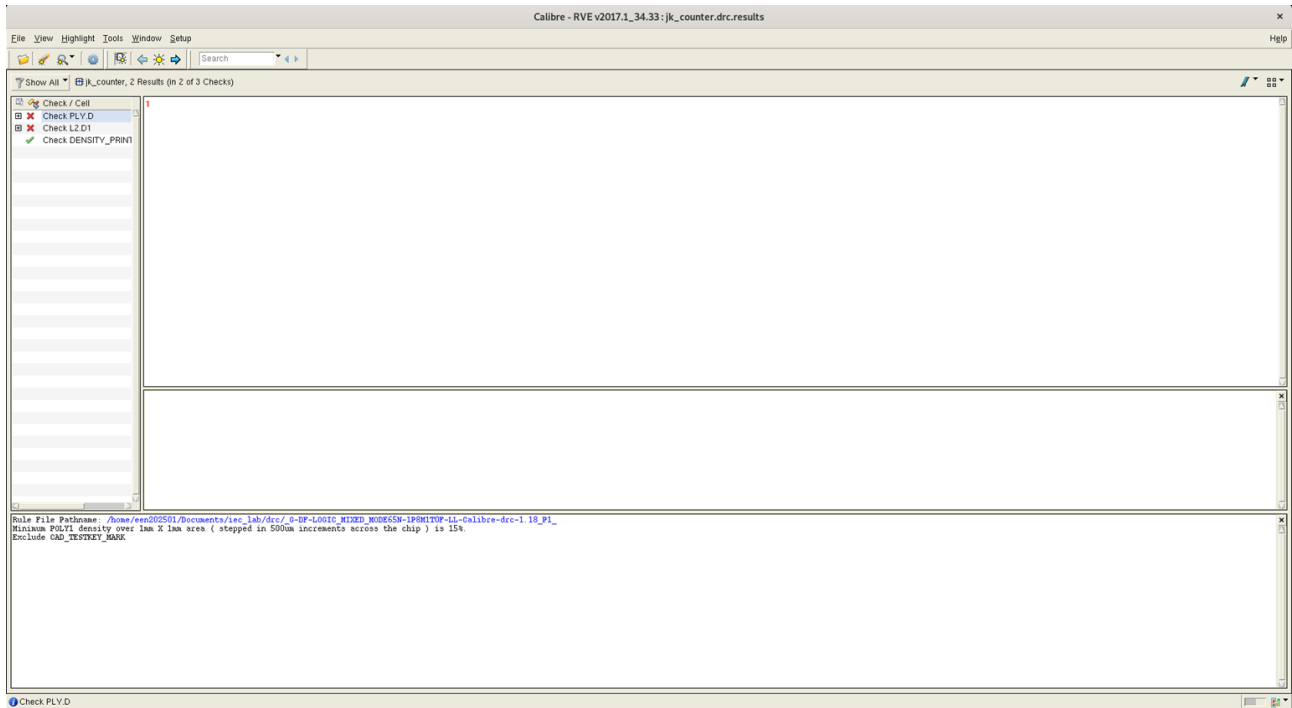 Calibre - RVE v2017.1_34.33 : jk_counter.drc.results
File View Highlight Tools Window Setup Help
Search
Show All jk_counter, 2 Results (in 2 of 3 Checks)
Check / Cell
Check PLY.D
Check L2.D1
Check DENSITY_PRINT
1
Rule File Pathname: /home/een202501/Documents/iec_lab/drc/_G-DF-LOGIC_MIXED_MODE65N-1P8M1T0F-LL-Calibre-drc-1.18_P1_
Minimum POLY1 density over 1mm X 1mm area ( stepped in 500um increments across the chip ) is 15%.
Exclude CAD_TESTKEY_MARK
Check PLY.D